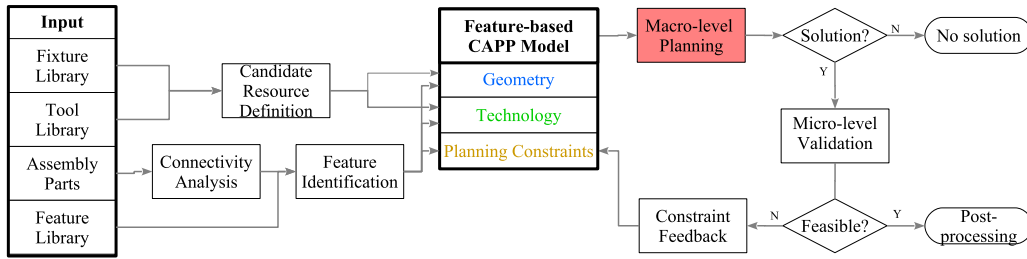 Input
Fixture
Library
Tool
Library
Assembly
Parts
Feature
Library
Candidate
Resource
Definition
Connectivity
Analysis
Feature
Identification
Feature-based
CAPP Model
Geometry
Technology
Planning Constraints
Macro-level
Planning
Solution?
N
No solution
Y
Micro-level
Validation
Feasible?
N
Constraint
Feedback
Y
Post-
processing